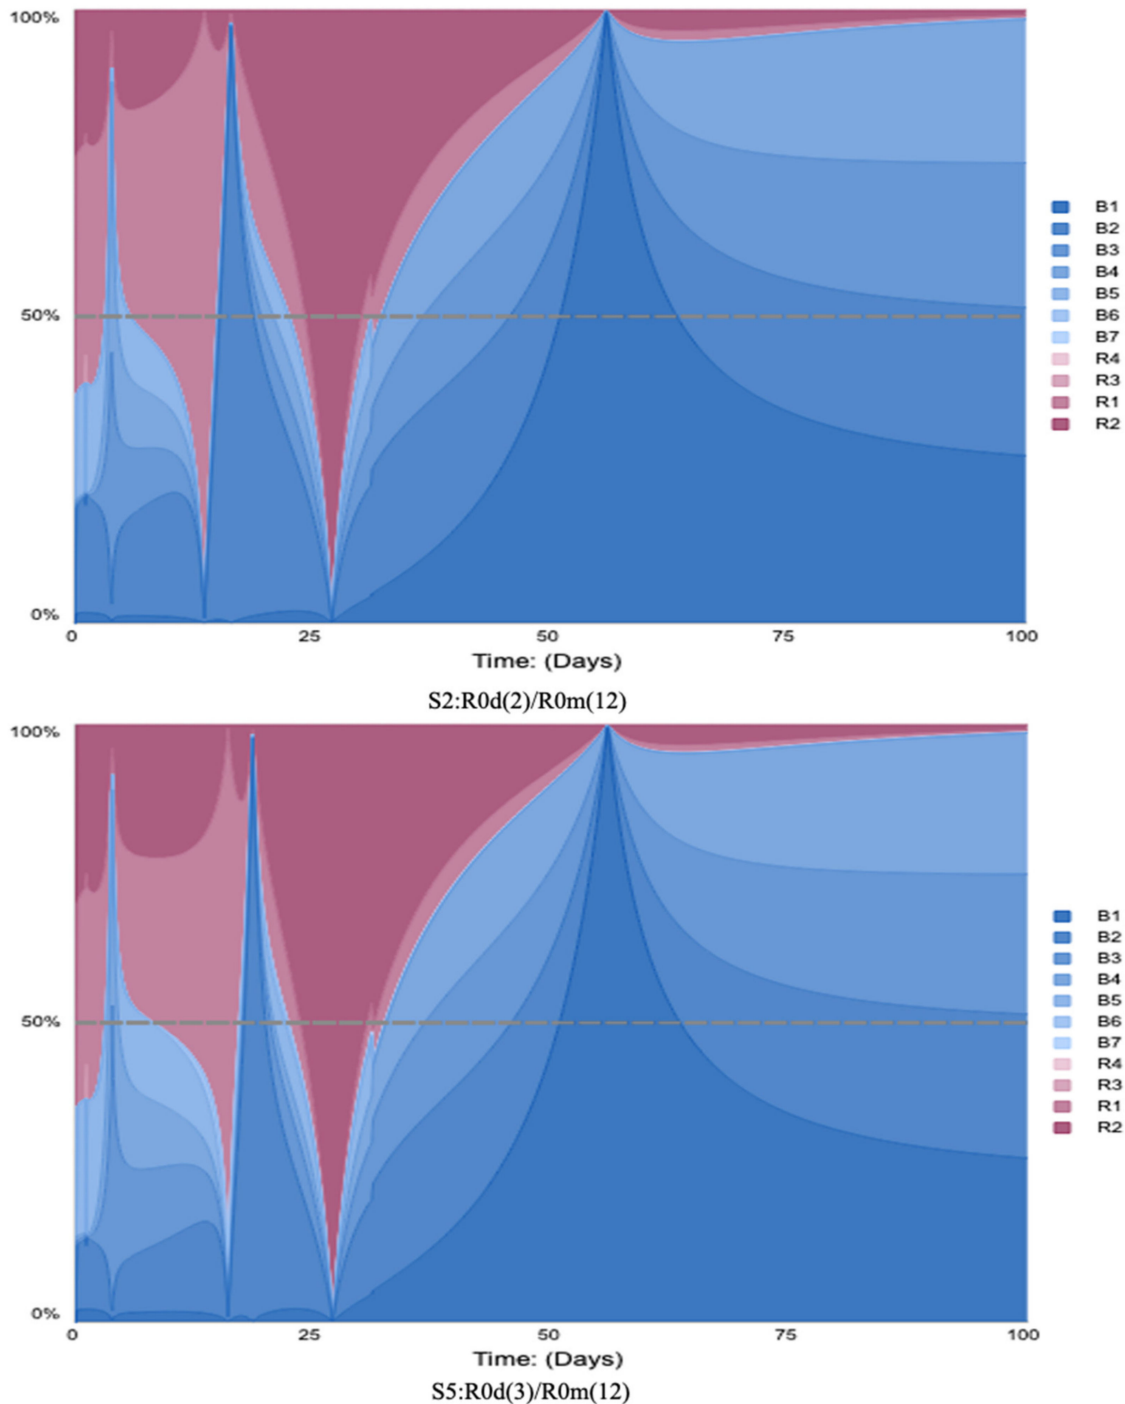 100%
50%
0%
0 25 50 75 100
Time: (Days)
B1
B2
B3
B4
B5
B6
B7
R4
R3
R1
R2
S2:R0d(2)/R0m(12)
100%
50%
0%
0 25 50 75 100
Time: (Days)
B1
B2
B3
B4
B5
B6
B7
R4
R3
R1
R2
S5:R0d(3)/R0m(12)